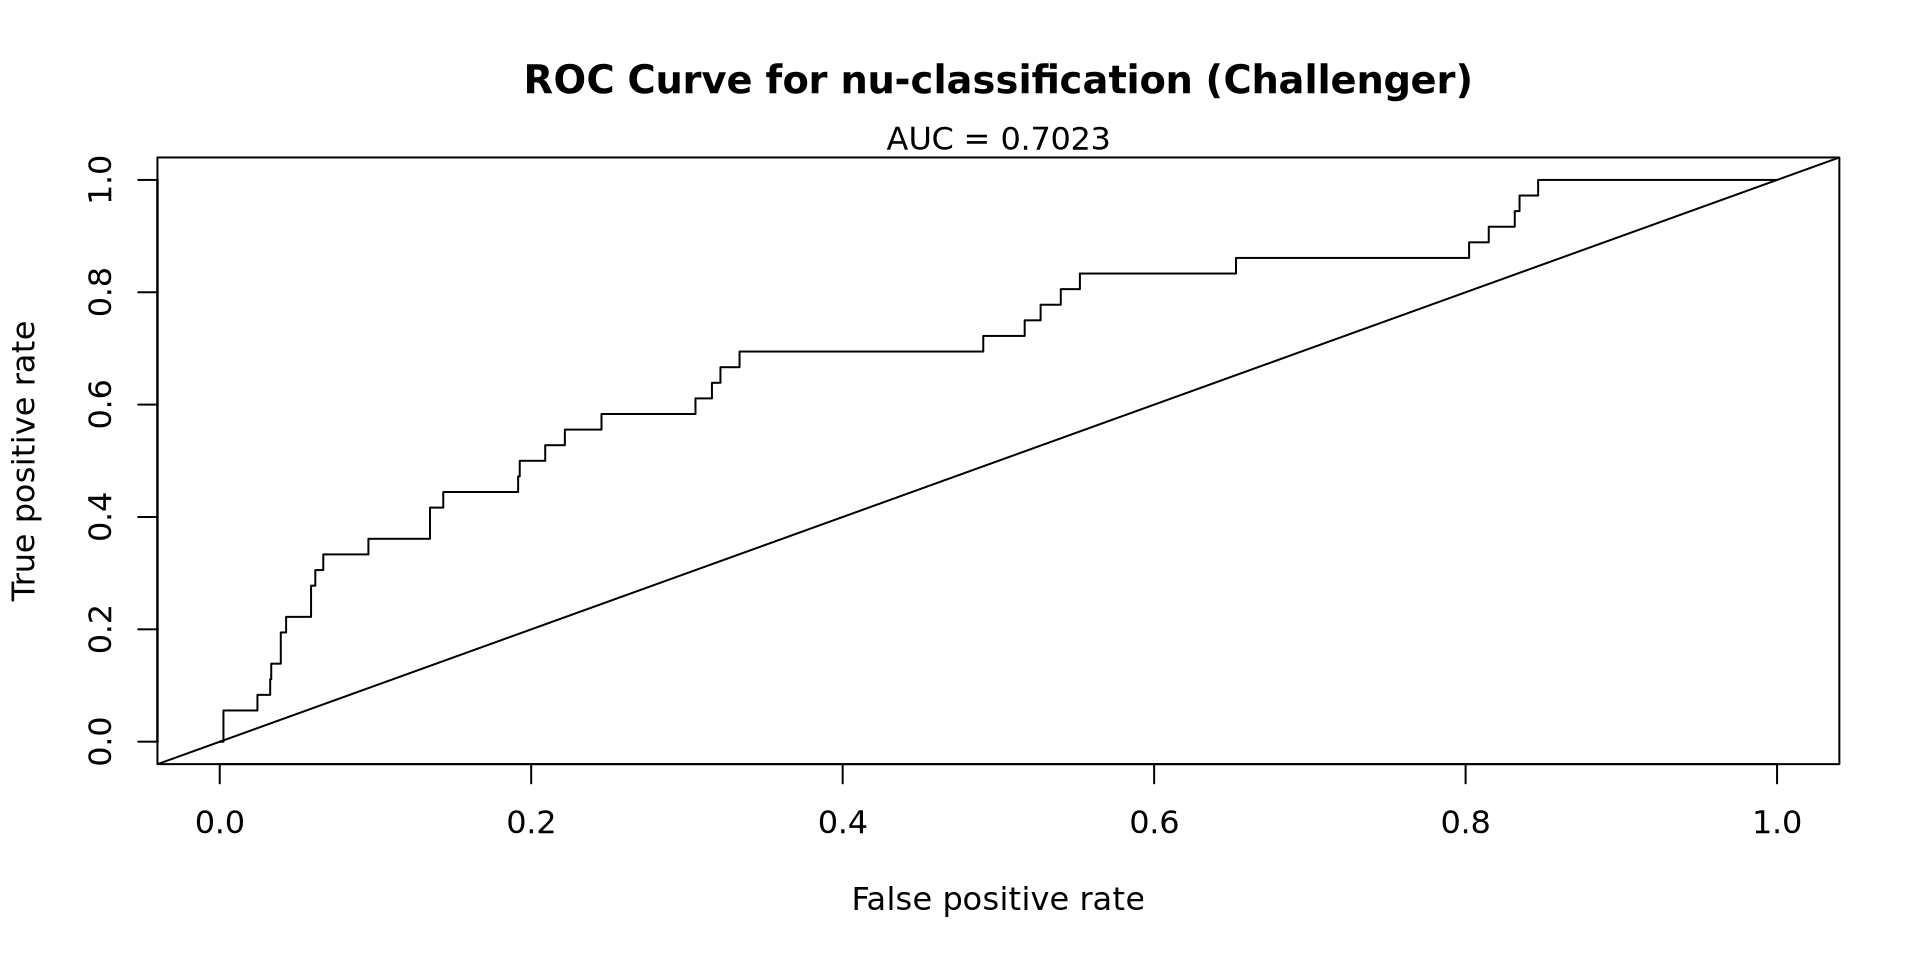 ROC Curve for nu-classification (Challenger)
AUC = 0.7023
True positive rate
1.0
0.8
0.6
0.4
0.2
0.0
0.0 0.2 0.4 0.6 0.8 1.0
False positive rate